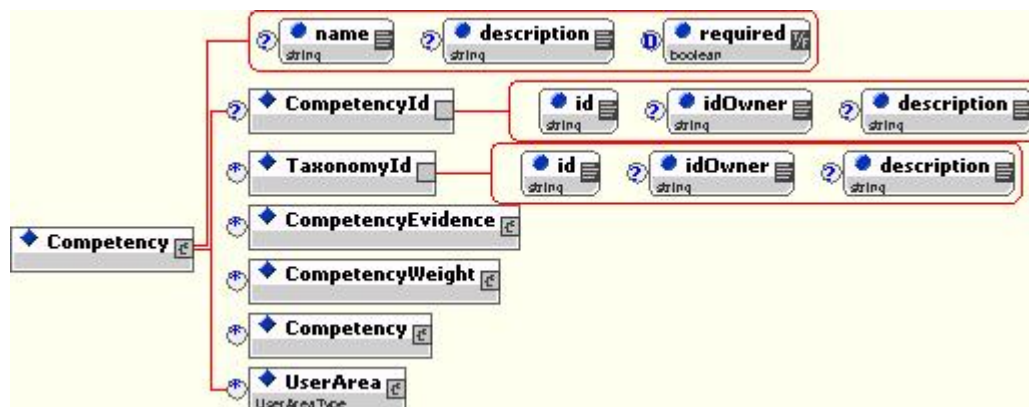 ? name string ? description string D required boolean
? CompetencyId id string ? idOwner string ? description string
* TaxonomyId id string ? idOwner string ? description string
* CompetencyEvidence
Competency
* CompetencyWeight
* Competency
* UserArea
UserAreaType